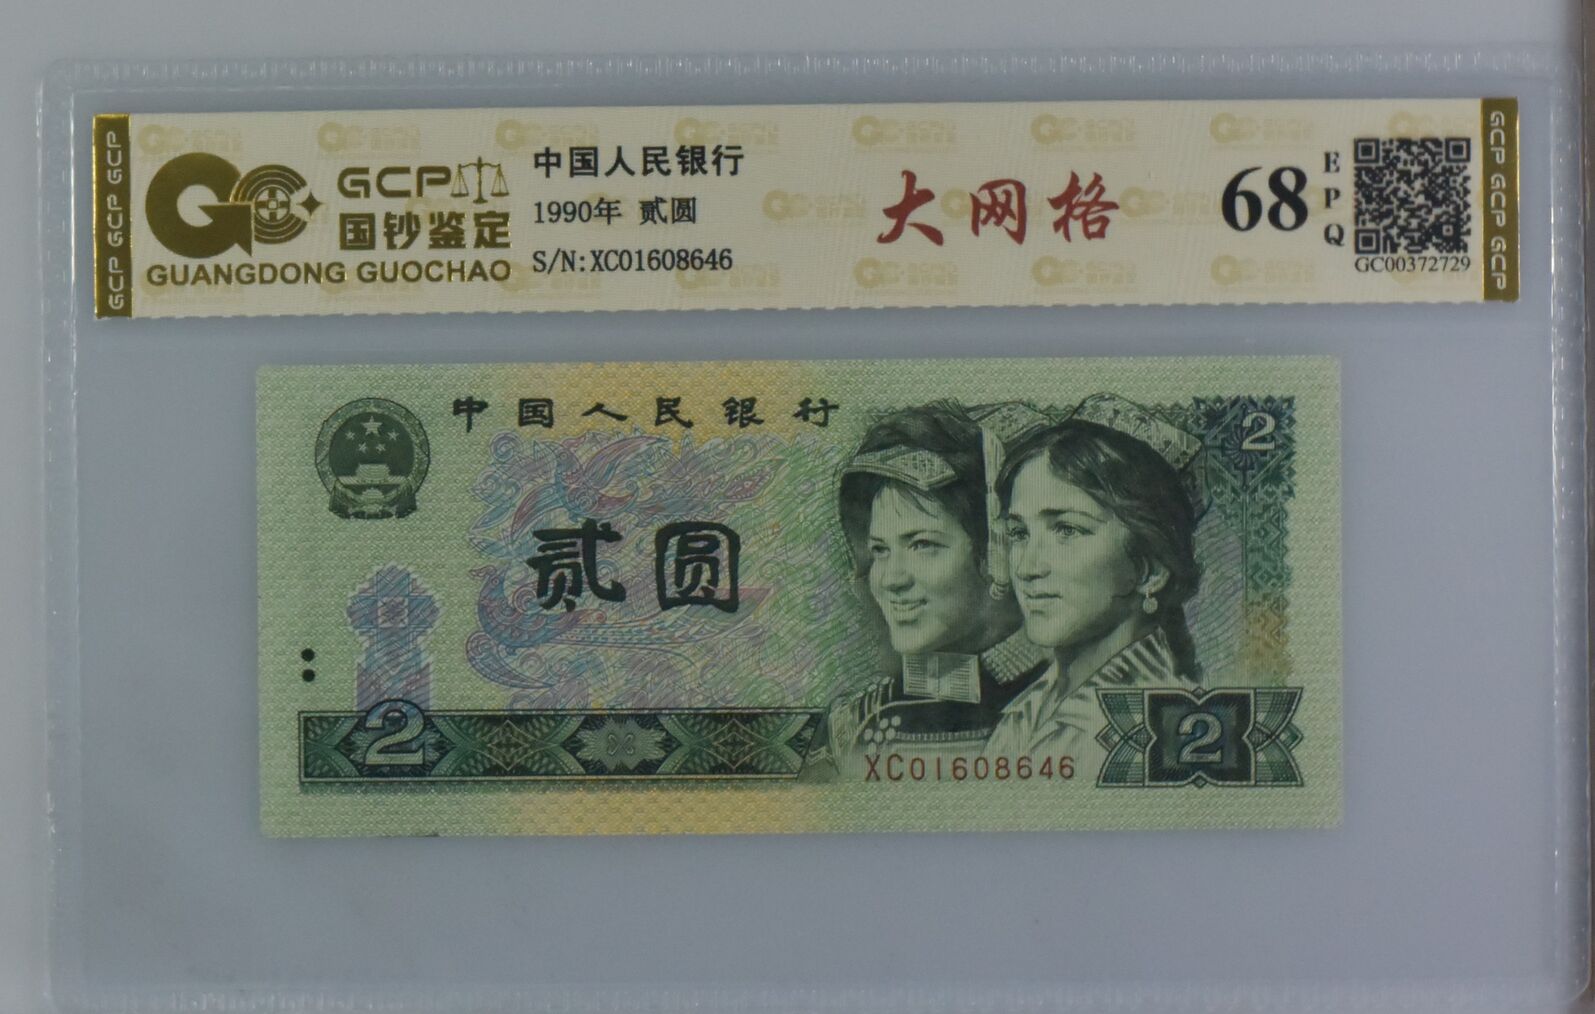 GCP GCP GCP
GCP
国钞鉴定
GUANGDONG GUOCHAO
中国人民银行
1990年 贰圆
S/N:XC01608646
大网格
68
EPQ
GC00372729
GCP GCP GCP
中国人民银行
2
贰圆
2
XC01608646
2